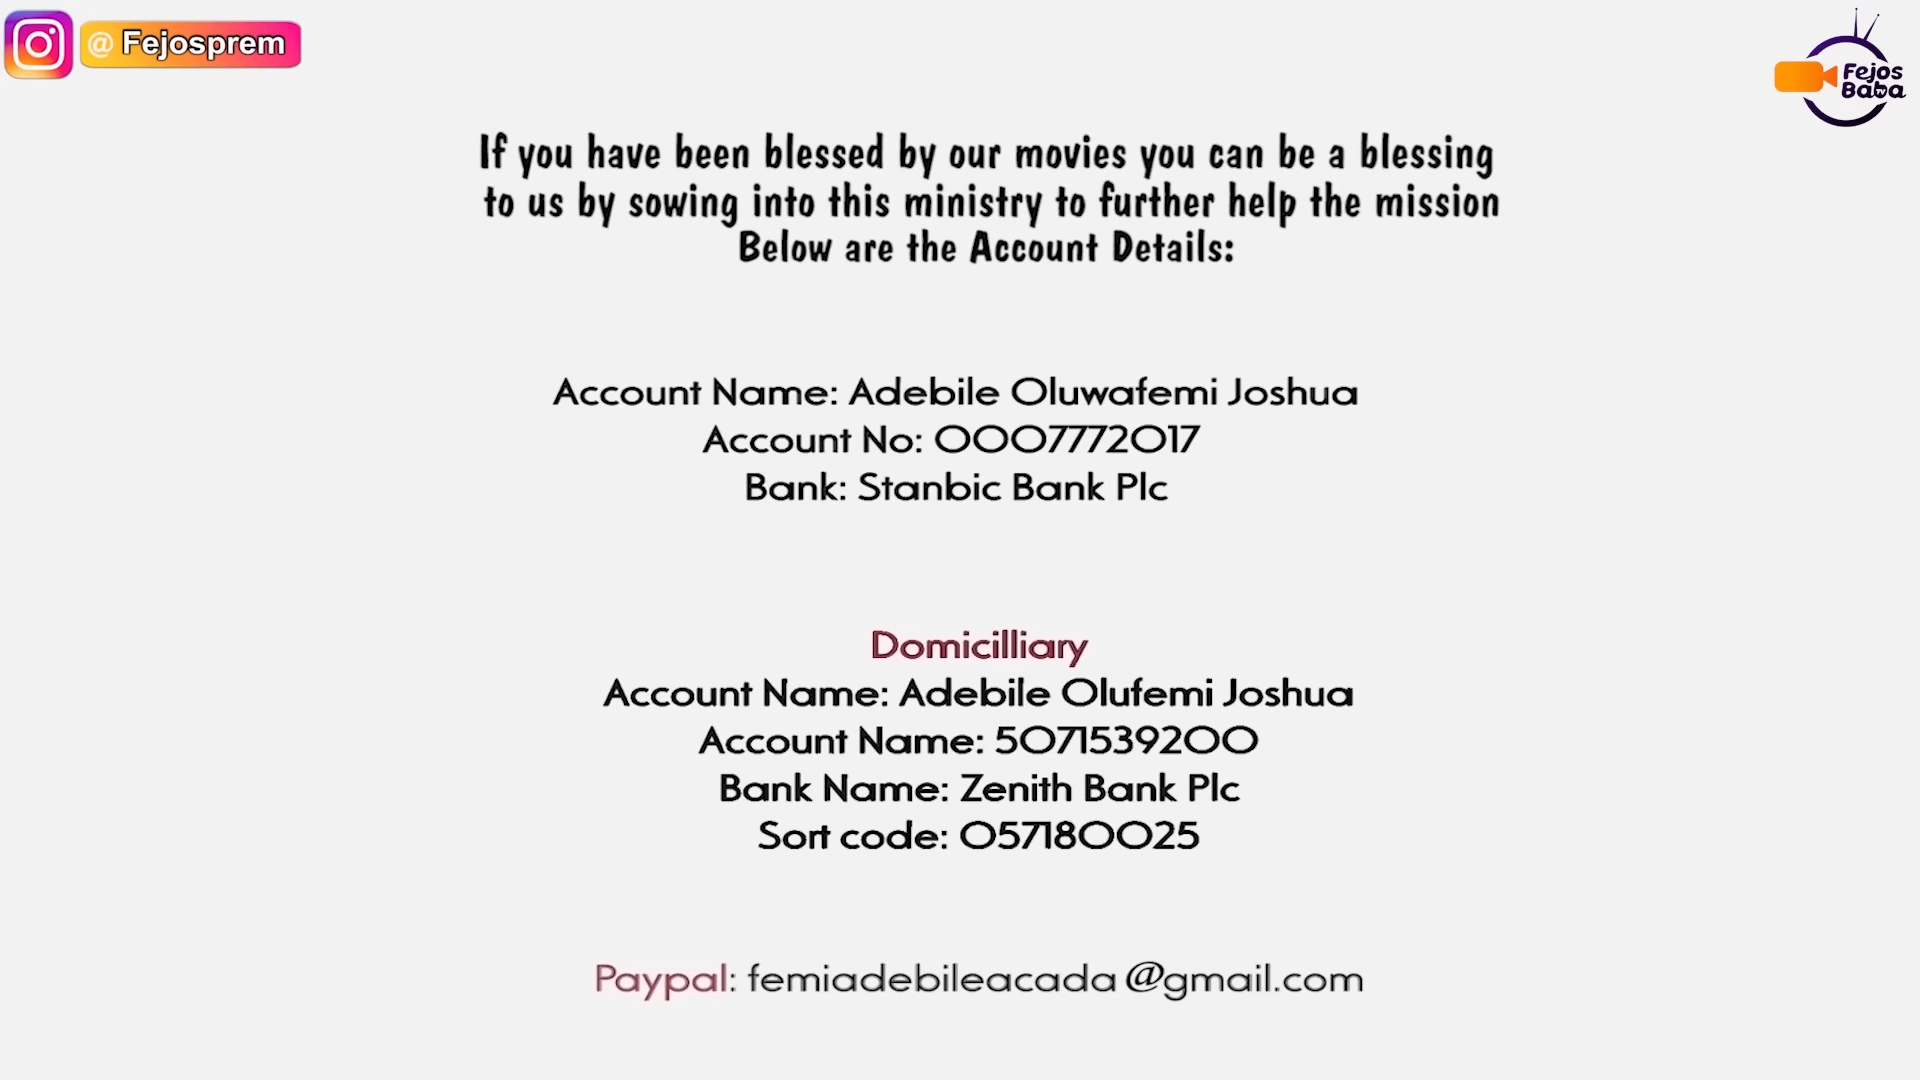 @ Fejosprem
Fejos
Baba
TV
If you have been blessed by our movies you can be a blessing
to us by sowing into this ministry to further help the mission
Below are the Account Details:
Account Name: Adebile Oluwafemi Joshua
Account No: 0007772017
Bank: Stanbic Bank Plc
Domicilliary
Account Name: Adebile Olufemi Joshua
Account Name: 5071539200
Bank Name: Zenith Bank Plc
Sort code: 057180025
Paypal: femiadebileacada@gmail.com